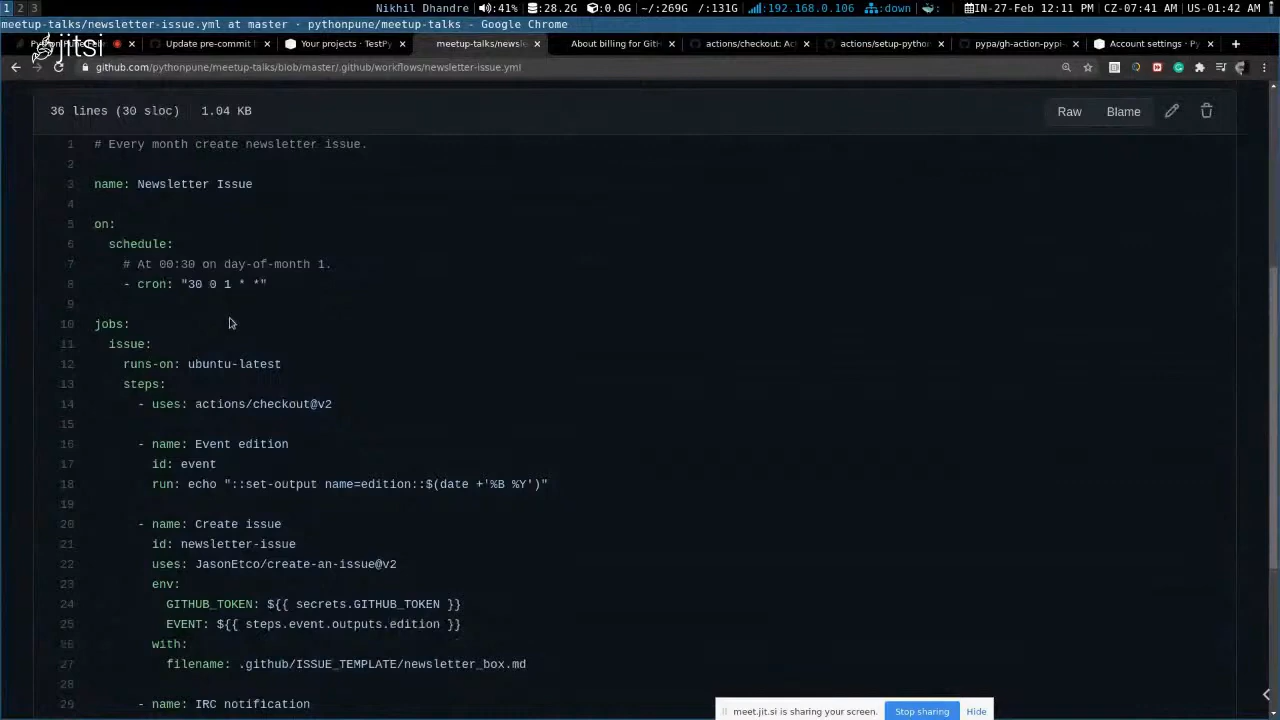 1 2 3 Nikhil Dhandre 41% :28.2G :0.0G ~/:269G /:131G :192.168.0.106 :down IN-27-Feb 12:11 PM CZ-07:41 AM US-01:42 AM
meetup-talks/newsletter-issue.yml at master · pythonpune/meetup-talks - Google Chrome
jitsi Update pre-commit Your projects · TestPy meetup-talks/newsle About billing for GitH actions/checkout: Ac actions/setup-python pypa/gh-action-pypi- Account settings · Py
github.com/pythonpune/meetup-talks/blob/master/.github/workflows/newsletter-issue.yml
36 lines (30 sloc) 1.04 KB Raw Blame
1 # Every month create newsletter issue.
2
3 name: Newsletter Issue
4
5 on:
6 schedule:
7 # At 00:30 on day-of-month 1.
8 - cron: "30 0 1 * *"
9
10 jobs:
11 issue:
12 runs-on: ubuntu-latest
13 steps:
14 - uses: actions/checkout@v2
15
16 - name: Event edition
17 id: event
18 run: echo "::set-output name=edition::$(date +'%B %Y')"
19
20 - name: Create issue
21 id: newsletter-issue
22 uses: JasonEtco/create-an-issue@v2
23 env:
24 GITHUB_TOKEN: ${{ secrets.GITHUB_TOKEN }}
25 EVENT: ${{ steps.event.outputs.edition }}
26 with:
27 filename: .github/ISSUE_TEMPLATE/newsletter_box.md
28
29 - name: IRC notification
meet.jit.si is sharing your screen. Stop sharing Hide